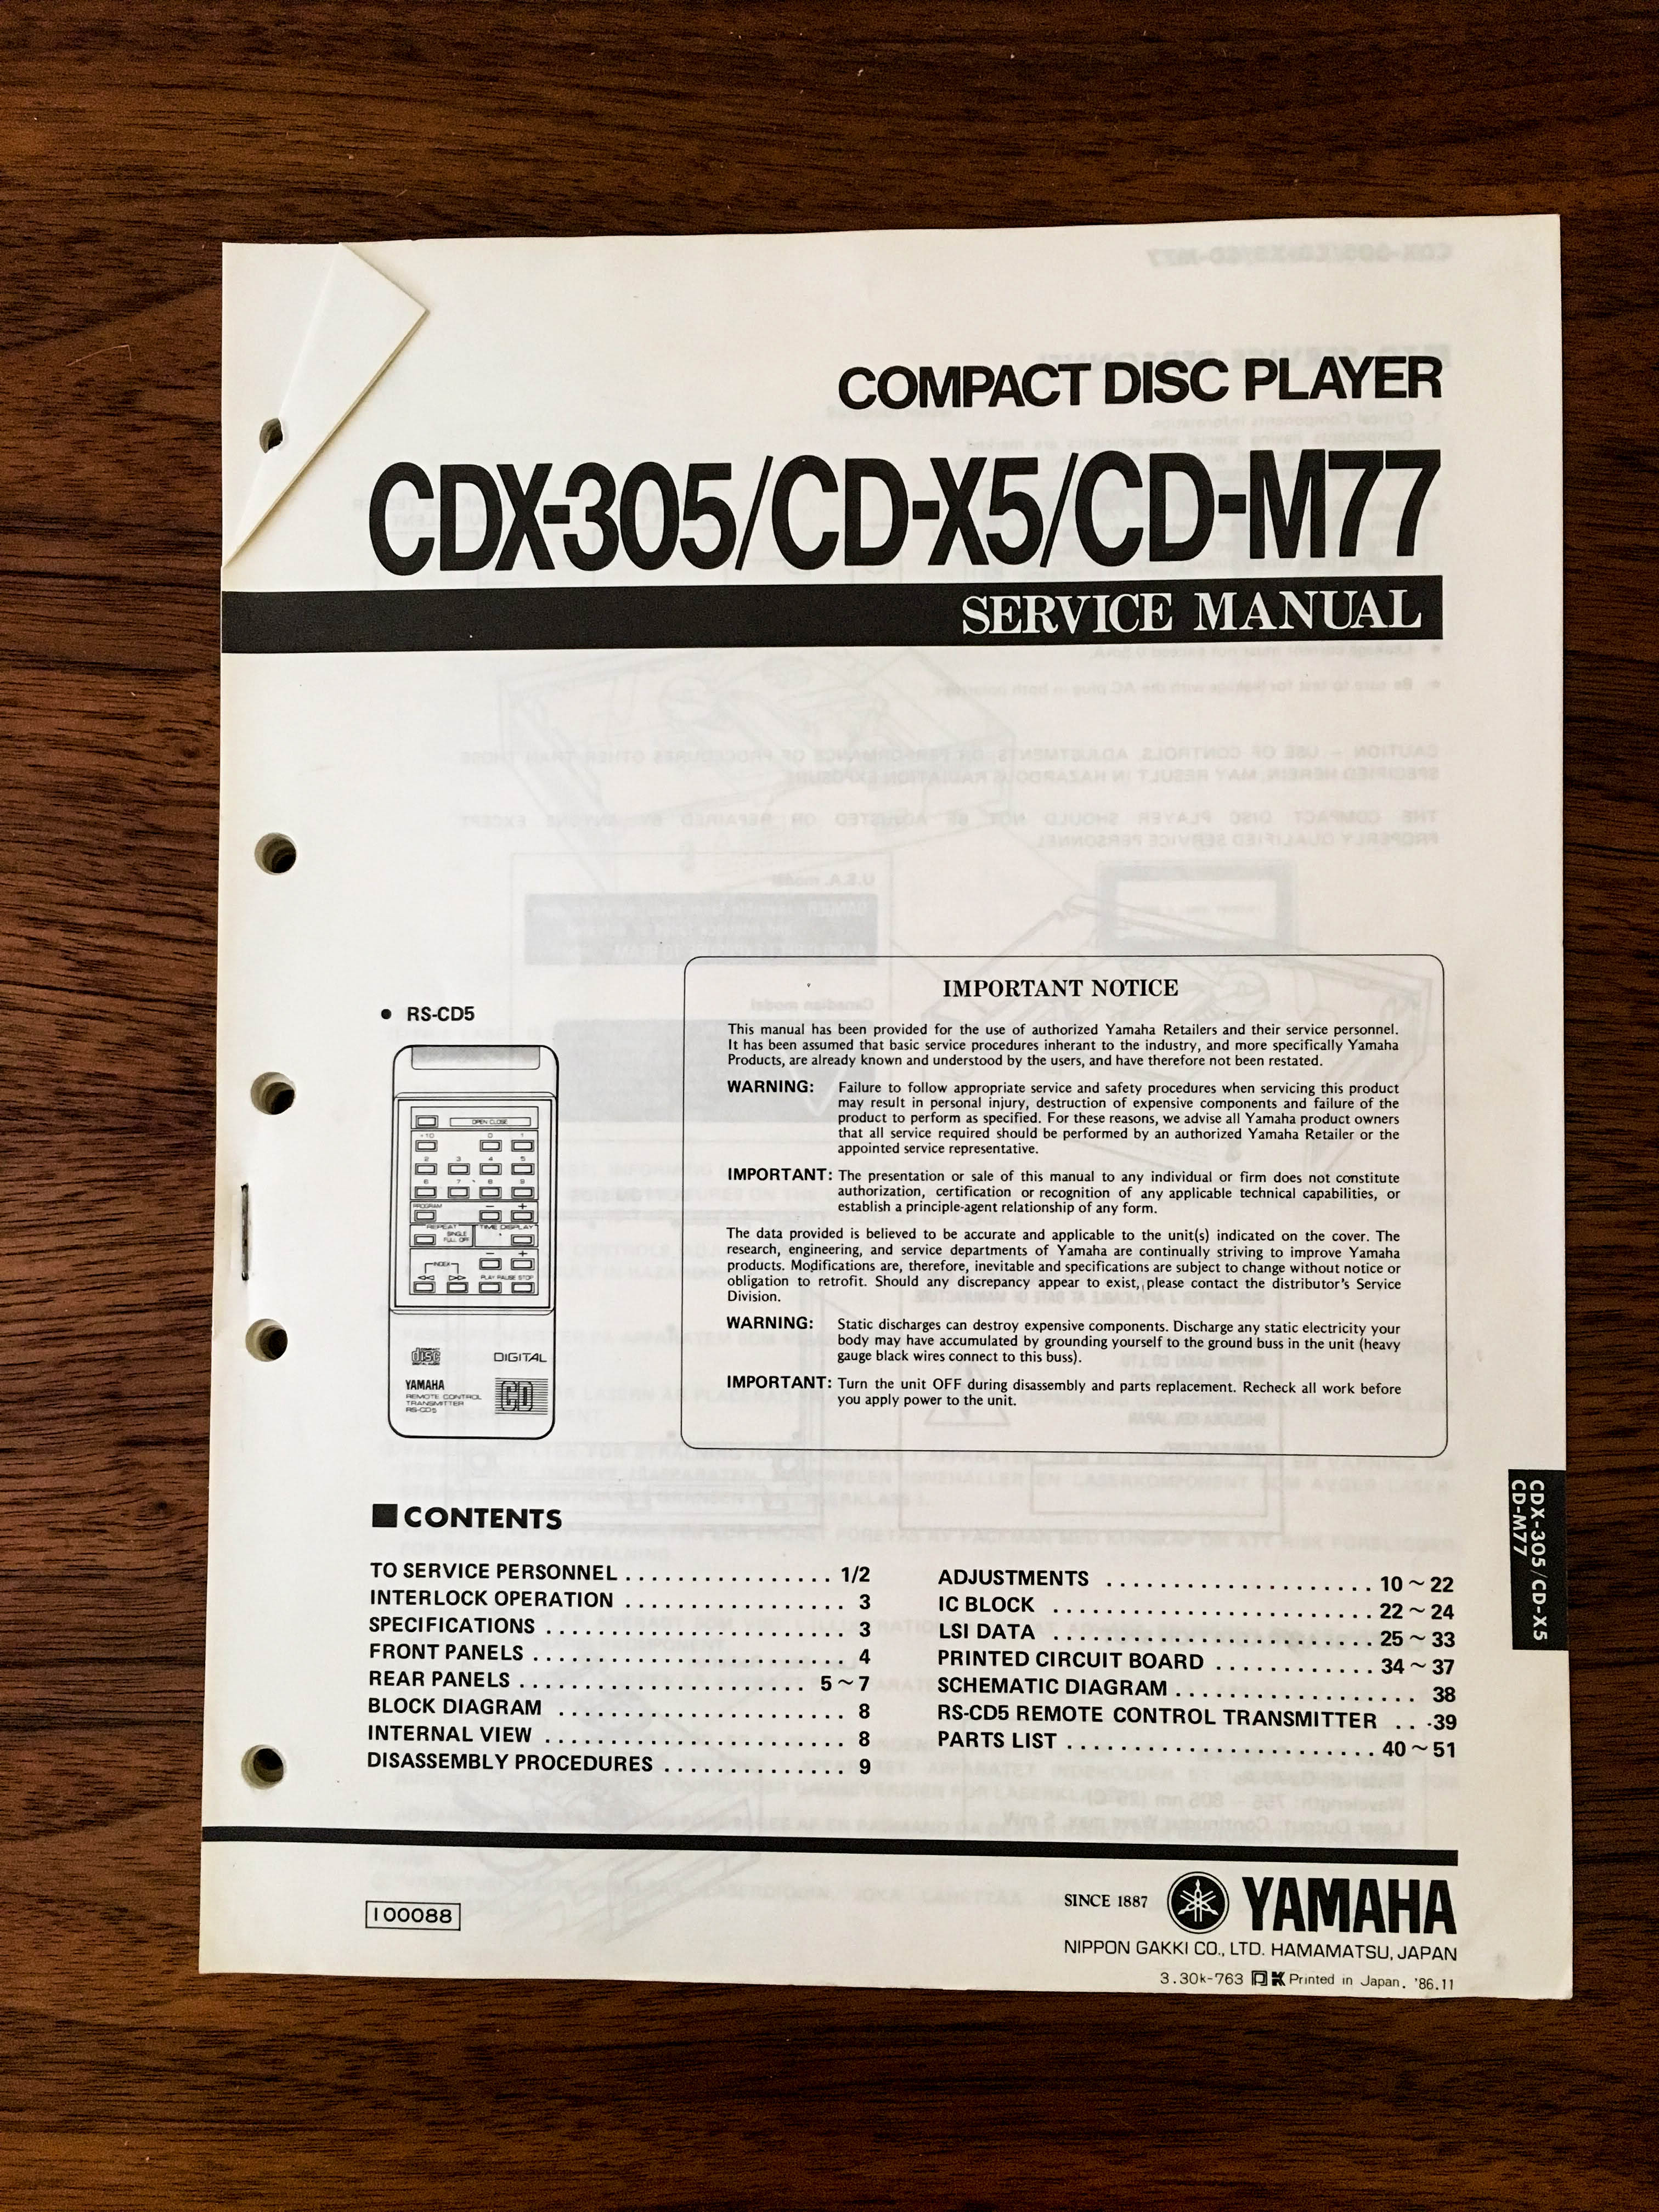 COMPACT DISC PLAYER
CDX-305/CD-X5/CD-M77
SERVICE MANUAL
● RS-CD5
OPEN CLOSE
+10 0 1
2 3 4 5
6 7 8 9
PROGRAM − +
REPEAT TIME DISPLAY
SINGLE
FULL OFF
− +
INDEX
PLAY PAUSE STOP
disc
DIGITAL
YAMAHA
REMOTE CONTROL
TRANSMITTER
RS-CD5
CD
IMPORTANT NOTICE
This manual has been provided for the use of authorized Yamaha Retailers and their service personnel.
It has been assumed that basic service procedures inherant to the industry, and more specifically Yamaha
Products, are already known and understood by the users, and have therefore not been restated.
WARNING: Failure to follow appropriate service and safety procedures when servicing this product
may result in personal injury, destruction of expensive components and failure of the
product to perform as specified. For these reasons, we advise all Yamaha product owners
that all service required should be performed by an authorized Yamaha Retailer or the
appointed service representative.
IMPORTANT: The presentation or sale of this manual to any individual or firm does not constitute
authorization, certification or recognition of any applicable technical capabilities, or
establish a principle-agent relationship of any form.
The data provided is believed to be accurate and applicable to the unit(s) indicated on the cover. The
research, engineering, and service departments of Yamaha are continually striving to improve Yamaha
products. Modifications are, therefore, inevitable and specifications are subject to change without notice or
obligation to retrofit. Should any discrepancy appear to exist, please contact the distributor's Service
Division.
WARNING: Static discharges can destroy expensive components. Discharge any static electricity your
body may have accumulated by grounding yourself to the ground buss in the unit (heavy
gauge black wires connect to this buss).
IMPORTANT: Turn the unit OFF during disassembly and parts replacement. Recheck all work before
you apply power to the unit.
■ CONTENTS
TO SERVICE PERSONNEL ................ 1/2
INTERLOCK OPERATION ................. 3
SPECIFICATIONS ....................... 3
FRONT PANELS ........................ 4
REAR PANELS ...................... 5 ~ 7
BLOCK DIAGRAM ...................... 8
INTERNAL VIEW ....................... 8
DISASSEMBLY PROCEDURES .............. 9
ADJUSTMENTS .................... 10 ~ 22
IC BLOCK ........................ 22 ~ 24
LSI DATA ........................ 25 ~ 33
PRINTED CIRCUIT BOARD ............ 34 ~ 37
SCHEMATIC DIAGRAM .................. 38
RS-CD5 REMOTE CONTROL TRANSMITTER ... 39
PARTS LIST ....................... 40 ~ 51
CDX-305/CD-X5
CD-M77
100088
SINCE 1887 YAMAHA
NIPPON GAKKI CO., LTD. HAMAMATSU, JAPAN
3.30k-763 Printed in Japan. '86.11